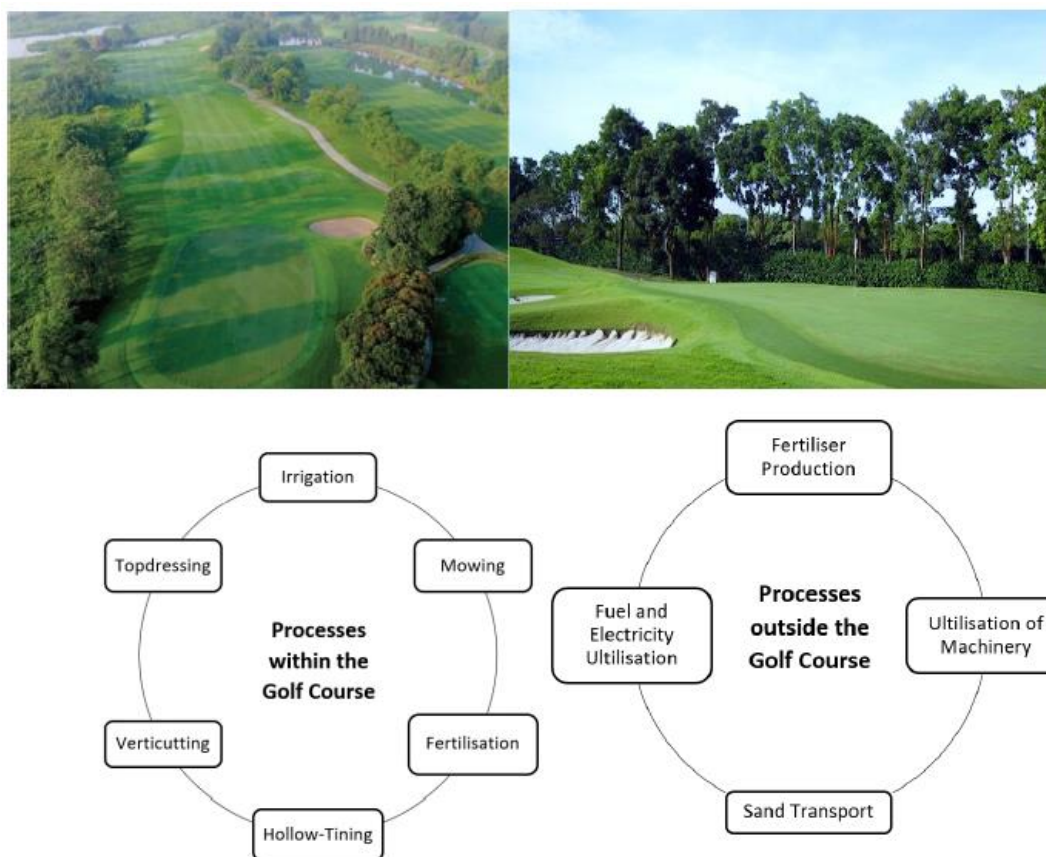 Irrigation
Topdressing
Mowing
Processes
within the
Golf Course
Verticutting
Fertilisation
Hollow-Tining
Fertiliser
Production
Fuel and
Electricity
Ultilisation
Processes
outside the
Golf Course
Ultilisation of
Machinery
Sand Transport